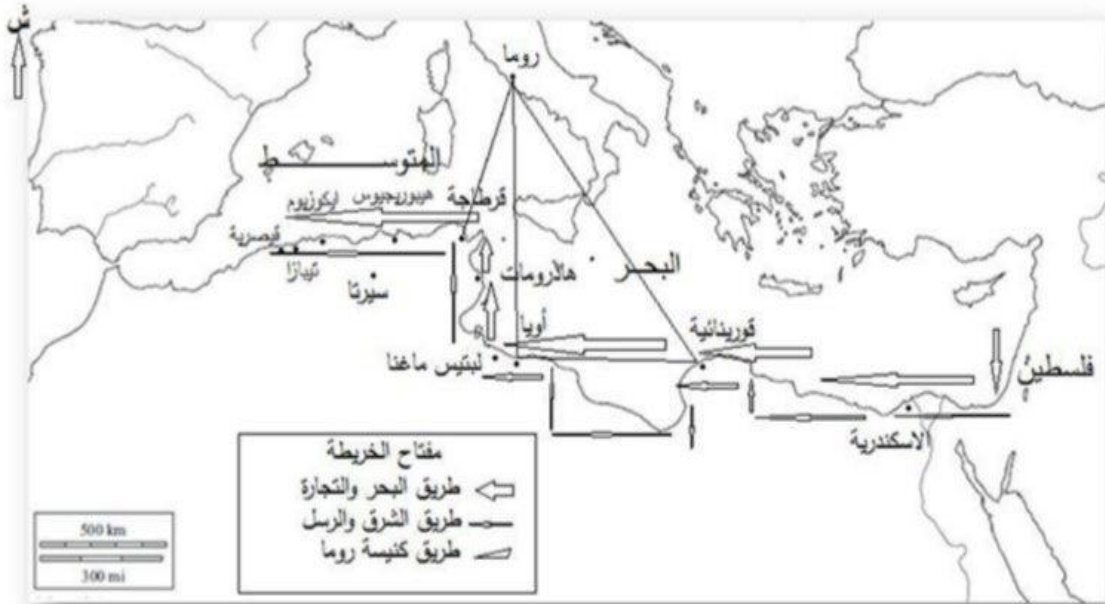 ش
روما
المتوسط
قرطاجة
هيبوريجيوس
ايكوزيوم
قيصرية
تيبازا
سيرتا
هادرومات
البحر
أويا
قورينائية
لبتيس ماغنا
فلسطين
الاسكندرية
مفتاح الخريطة
طريق البحر والتجارة
طريق الشرق والرسل
طريق كنيسة روما
500 km
300 mi